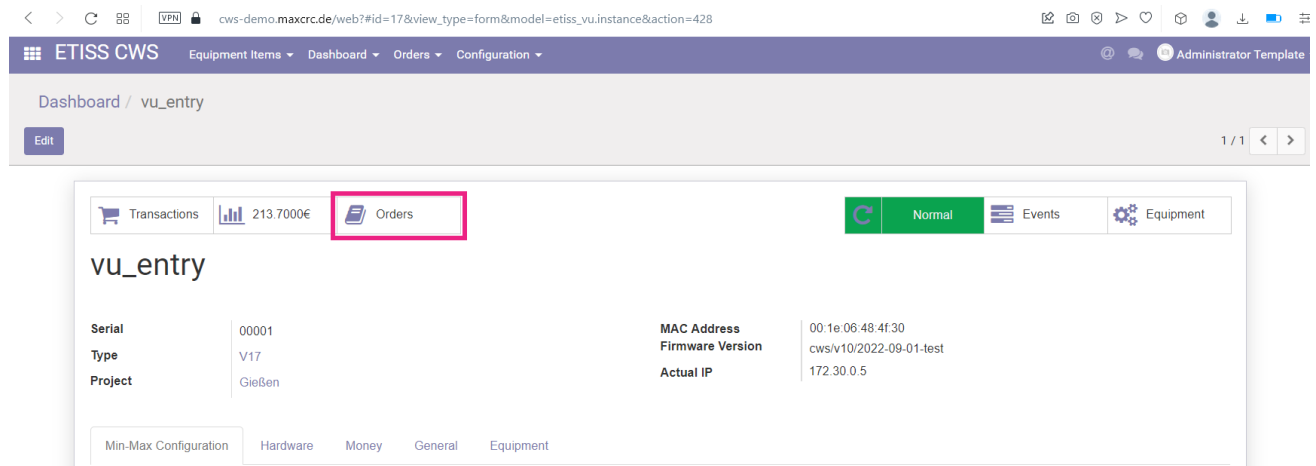 VPN cws-demo.maxcrc.de/web?#id=17&view_type=form&model=etiss_vu.instance&action=428
ETISS CWS Equipment Items Dashboard Orders Configuration @ Administrator Template
Dashboard / vu_entry
Edit 1 / 1
Transactions 213.7000€ Orders Normal Events Equipment
vu_entry
Serial 00001 MAC Address 00:1e:06:48:4f:30
Type V17 Firmware Version cws/v10/2022-09-01-test
Project Gießen Actual IP 172.30.0.5
Min-Max Configuration Hardware Money General Equipment